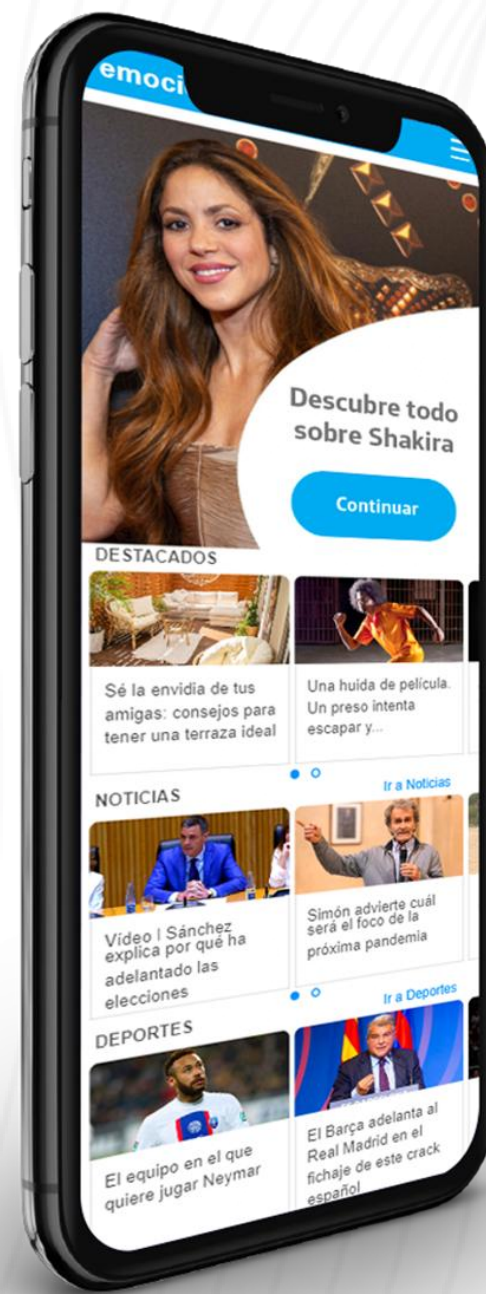 emoci
Descubre todo
sobre Shakira
Continuar
DESTACADOS
Sé la envidia de tus
amigas: consejos para
tener una terraza ideal
Una huida de película.
Un preso intenta
escapar y...
NOTICIAS
Ir a Noticias
Vídeo | Sánchez
explica por qué ha
adelantado las
elecciones
Simón advierte cuál
será el foco de la
próxima pandemia
DEPORTES
Ir a Deportes
El equipo en el que
quiere jugar Neymar
El Barça adelanta al
Real Madrid en el
fichaje de este crack
español